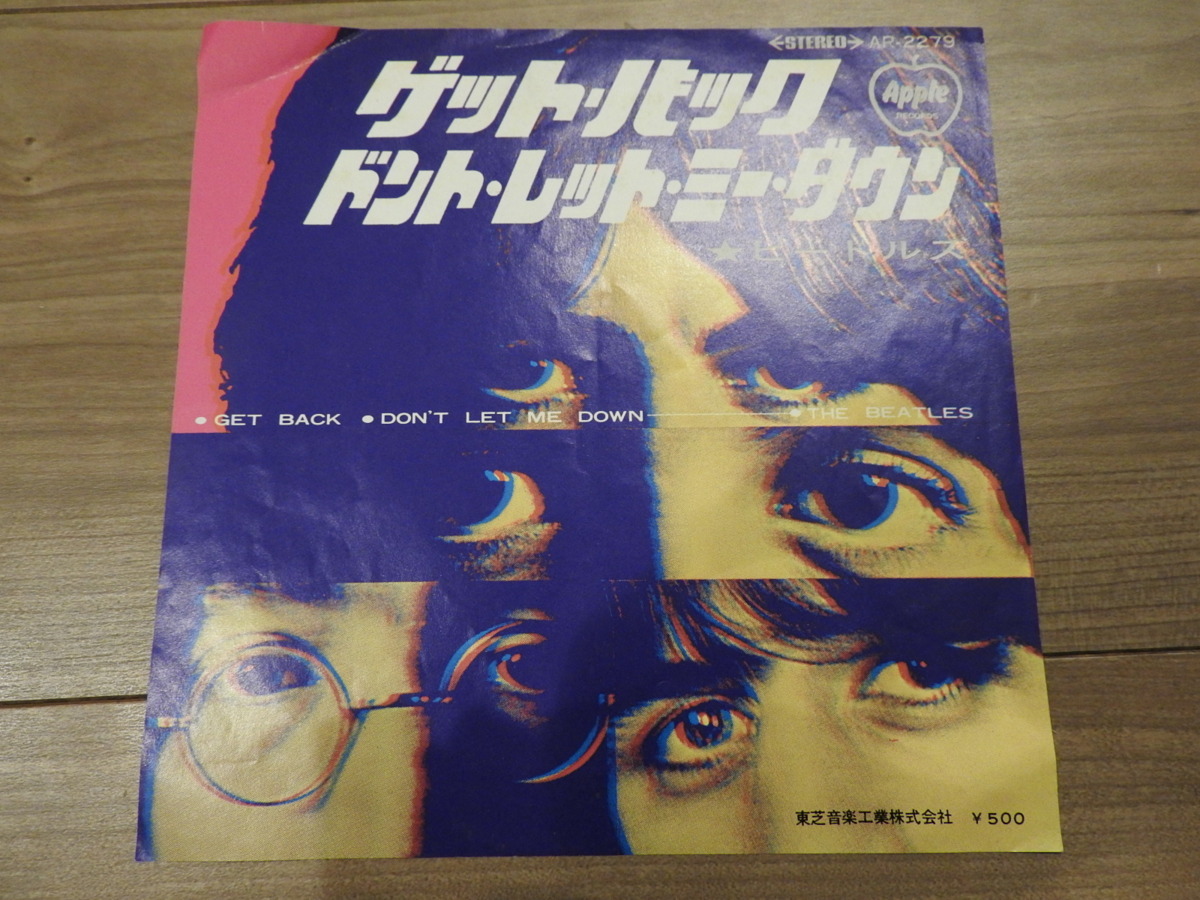 ←STEREO→ AP-2279
ゲット・バック
Apple
RECORDS
ドント・レット・ミー・ダウン
★ビートルズ
●GET BACK ●DON'T LET ME DOWN ●THE BEATLES
東芝音楽工業株式会社 ¥500